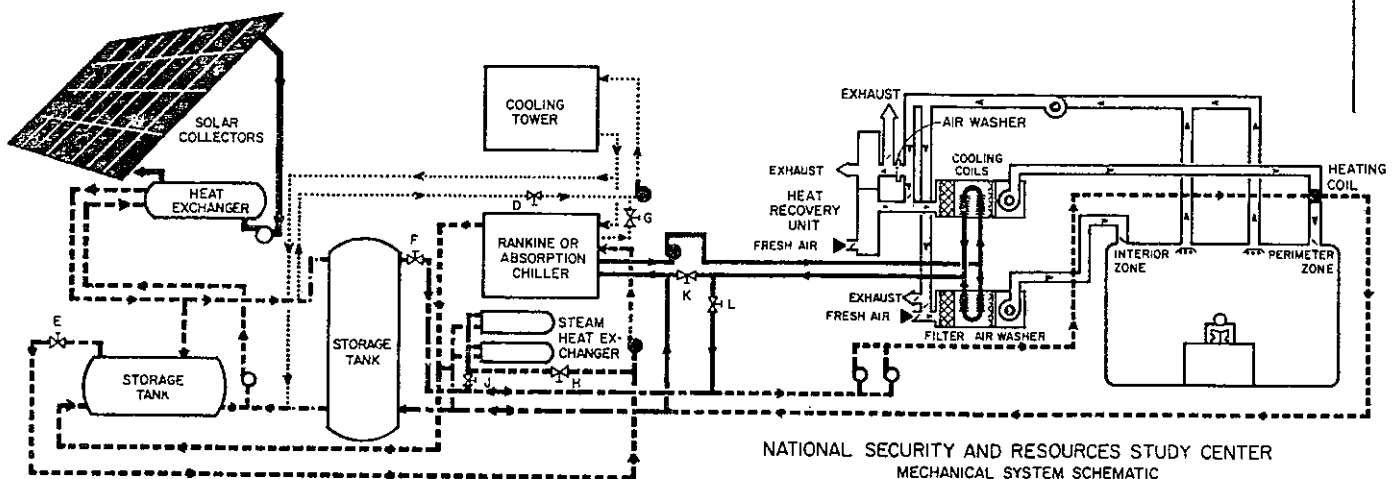 SOLAR
COLLECTORS
HEAT
EXCHANGER
COOLING
TOWER
D
G
RANKINE OR
ABSORPTION
CHILLER
F
E
STORAGE
TANK
STORAGE
TANK
STEAM
HEAT EX-
CHANGER
J
H
K
L
EXHAUST
AIR WASHER
EXHAUST
COOLING
COILS
HEAT
RECOVERY
UNIT
FRESH AIR
HEATING
COIL
INTERIOR
ZONE
PERIMETER
ZONE
EXHAUST
FRESH AIR
FILTER AIR WASHER
NATIONAL SECURITY AND RESOURCES STUDY CENTER
MECHANICAL SYSTEM SCHEMATIC